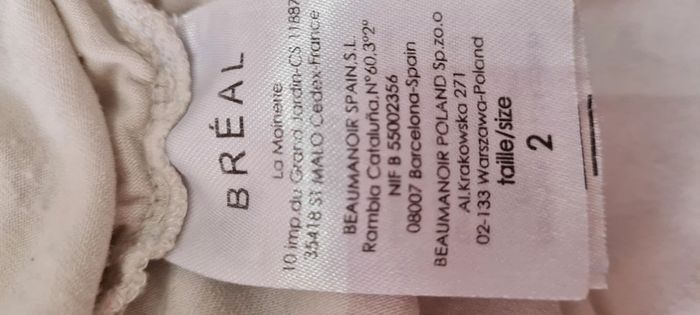 BRÉAL
La Moinerie
10 imp.du Grand Jardin-CS 11887
35418 ST MALO Cedex-France
BEAUMANOIR SPAIN,S.L.
Rambla Cataluña.N°60,3º2º
NIF B 55002356
08007 Barcelona-Spain
BEAUMANOIR POLAND Sp.zo.o
Al.Krakowska 271
02-133 Warszawa-Poland
taille/size
2